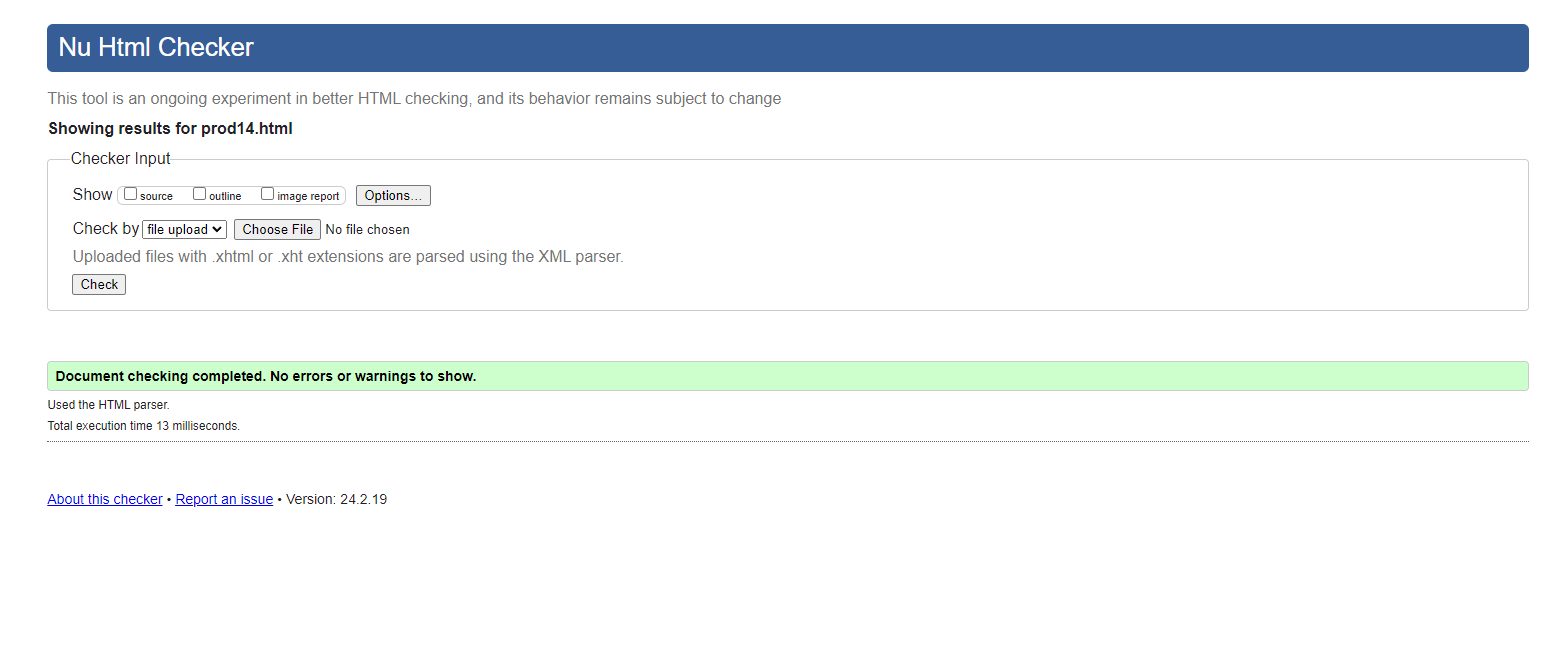 Nu Html Checker
This tool is an ongoing experiment in better HTML checking, and its behavior remains subject to change
Showing results for prod14.html
Checker Input
Show source outline image report Options...
Check by file upload Choose File No file chosen
Uploaded files with .xhtml or .xht extensions are parsed using the XML parser.
Check
Document checking completed. No errors or warnings to show.
Used the HTML parser.
Total execution time 13 milliseconds.
About this checker • Report an issue • Version: 24.2.19